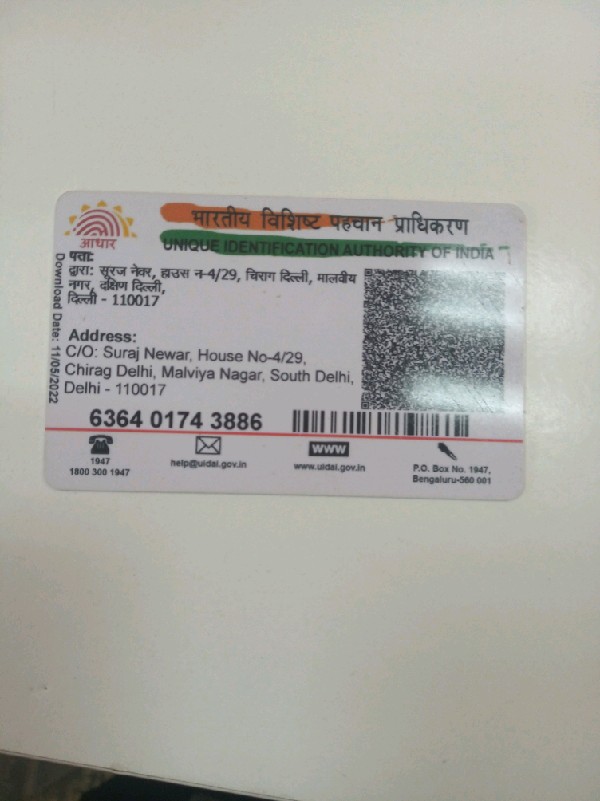 भारतीय विशिष्ट पहचान प्राधिकरण
आधार
UNIQUE IDENTIFICATION AUTHORITY OF INDIA
पता:
द्वारा: सूरज नेवर, हाउस न-4/29, चिराग दिल्ली, मालवीय
नगर, दक्षिण दिल्ली,
दिल्ली - 110017
Download Date: 11/05/2022
Address:
C/O: Suraj Newar, House No-4/29,
Chirag Delhi, Malviya Nagar, South Delhi,
Delhi - 110017
6364 0174 3886
1947
1800 300 1947
help@uidai.gov.in
WWW
www.uidai.gov.in
P.O. Box No. 1947,
Bengaluru-560 001